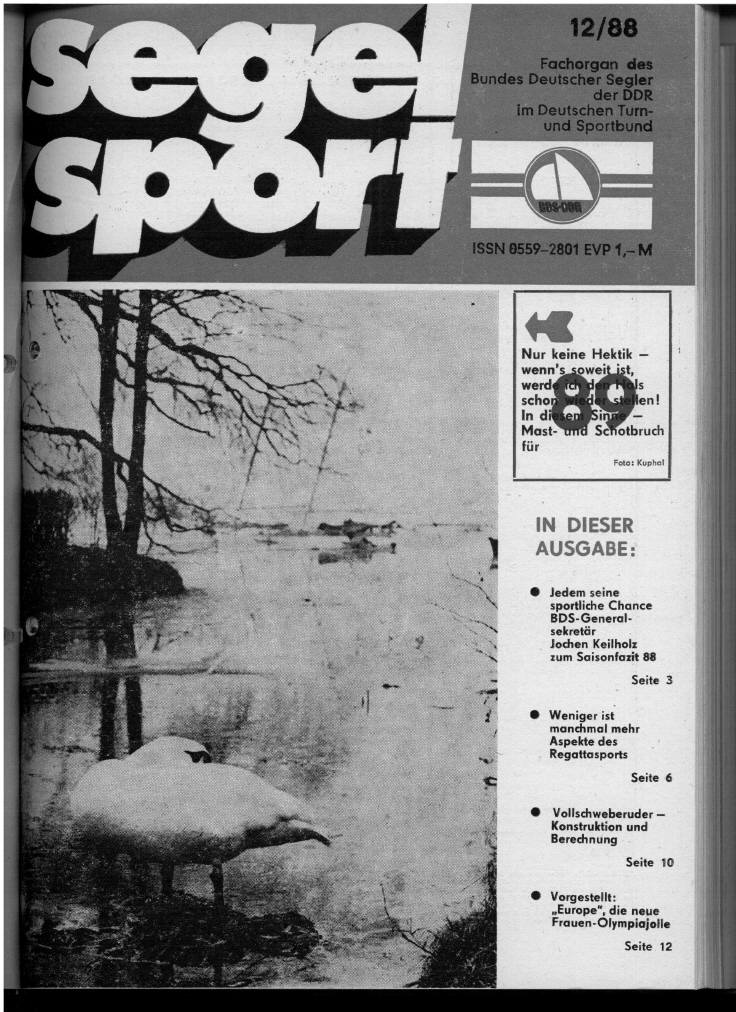 segel
sport
12/88
Fachorgan des
Bundes Deutscher Segler
der DDR
im Deutschen Turn-
und Sportbund
BDS-DDR
ISSN 0559-2801 EVP 1,– M
Nur keine Hektik –
wenn's soweit ist,
werde ich den Hals
schon wieder stellen!
In diesem Sinne –
Mast- und Schotbruch
für
89
Foto: Kuphal
IN DIESER
AUSGABE:
● Jedem seine
sportliche Chance
BDS-General-
sekretär
Jochen Keilholz
zum Saisonfazit 88
Seite 3
● Weniger ist
manchmal mehr
Aspekte des
Regattasports
Seite 6
● Vollschweberuder –
Konstruktion und
Berechnung
Seite 10
● Vorgestellt:
„Europe", die neue
Frauen-Olympiajolle
Seite 12